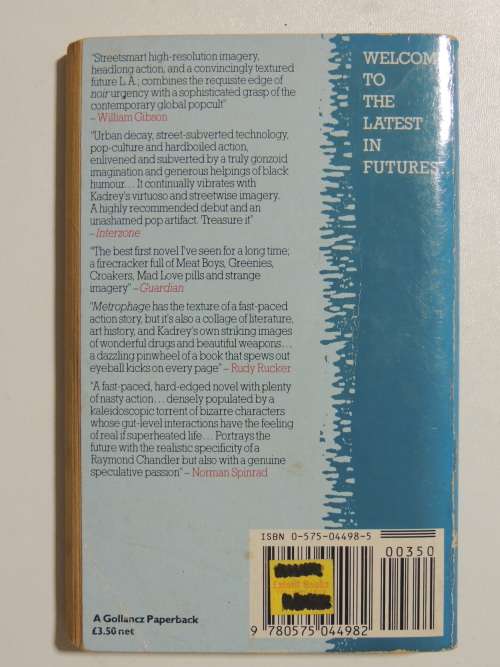 "Streetsmart high-resolution imagery,
headlong action, and a convincingly textured
future L.A.; combines the requisite edge of
noir urgency with a sophisticated grasp of the
contemporary global popcult"
– William Gibson
"Urban decay, street-subverted technology,
pop-culture and hardboiled action,
enlivened and subverted by a truly gonzoid
imagination and generous helpings of black
humour... It continually vibrates with
Kadrey's virtuoso and streetwise imagery.
A highly recommended debut and an
unashamed pop artifact. Treasure it"
– Interzone
"The best first novel I've seen for a long time;
a firecracker full of Meat Boys, Greenies,
Croakers, Mad Love pills and strange
imagery" – Guardian
"Metrophage has the texture of a fast-paced
action story, but it's also a collage of literature,
art history, and Kadrey's own striking images
of wonderful drugs and beautiful weapons...
a dazzling pinwheel of a book that spews out
eyeball kicks on every page" – Rudy Rucker
"A fast-paced, hard-edged novel with plenty
of nasty action... densely populated by a
kaleidoscopic torrent of bizarre characters
whose gut-level interactions have the feeling
of real if superheated life... Portrays the
future with the realistic specificity of a
Raymond Chandler but also with a genuine
speculative passion" – Norman Spinrad
A Gollancz Paperback
£3.50 net
WELCOM
TO
THE
LATEST
IN
FUTURES...
ISBN 0-575-04498-5
00350
9 780575 044982